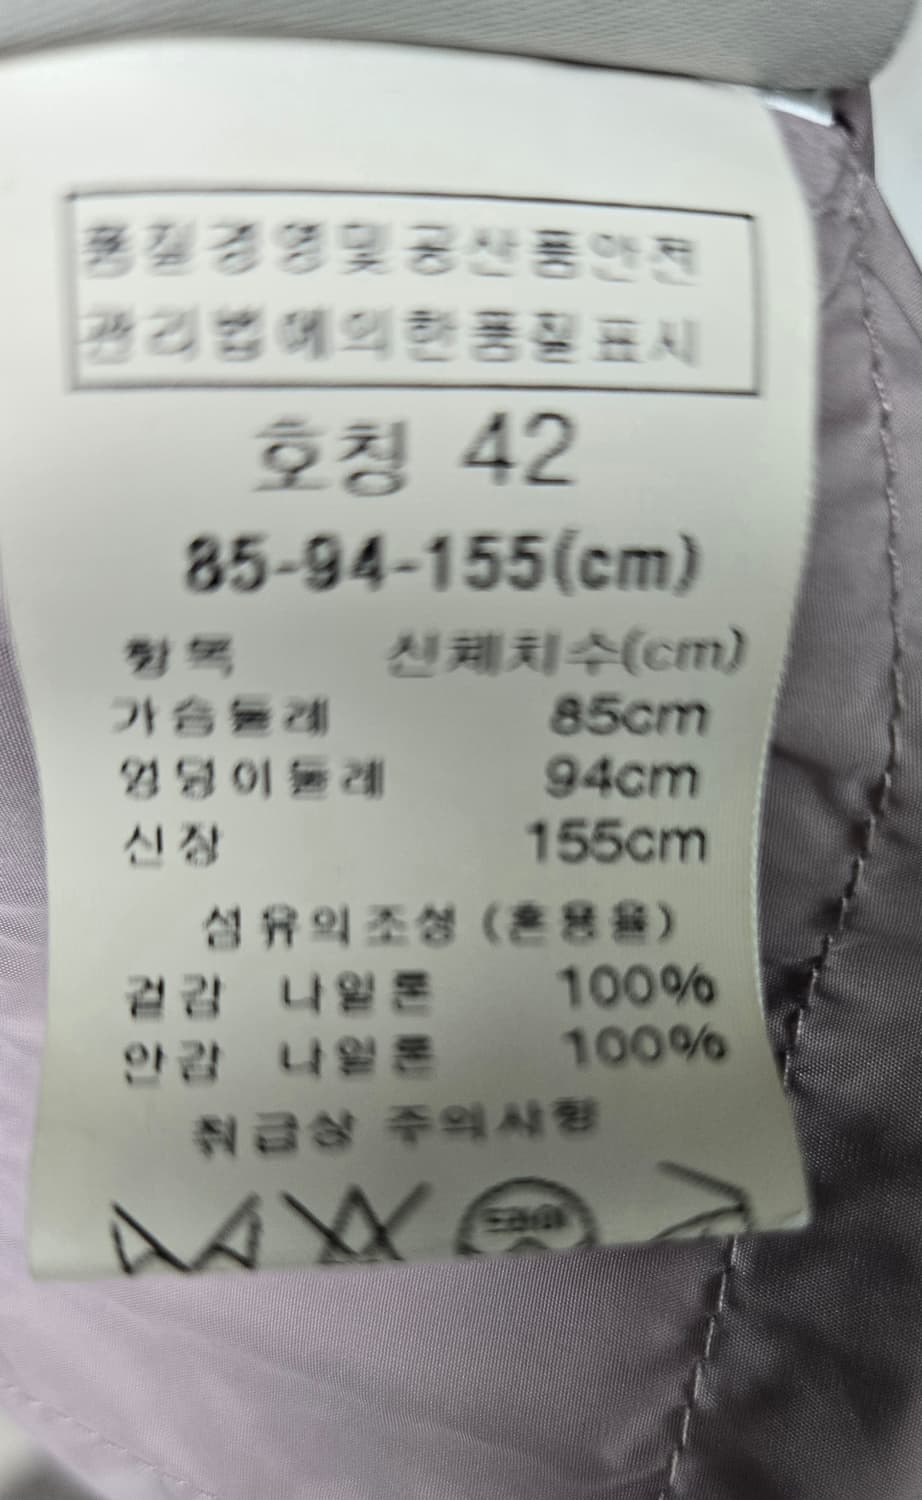 품질경영및공산품안전
관리법에의한품질표시
호칭 42
85-94-155(cm)
항목 신체치수(cm)
가슴둘레 85cm
엉덩이둘레 94cm
신장 155cm
섬유의조성 (혼용율)
겉감 나일론 100%
안감 나일론 100%
취급상 주의사항
드라이